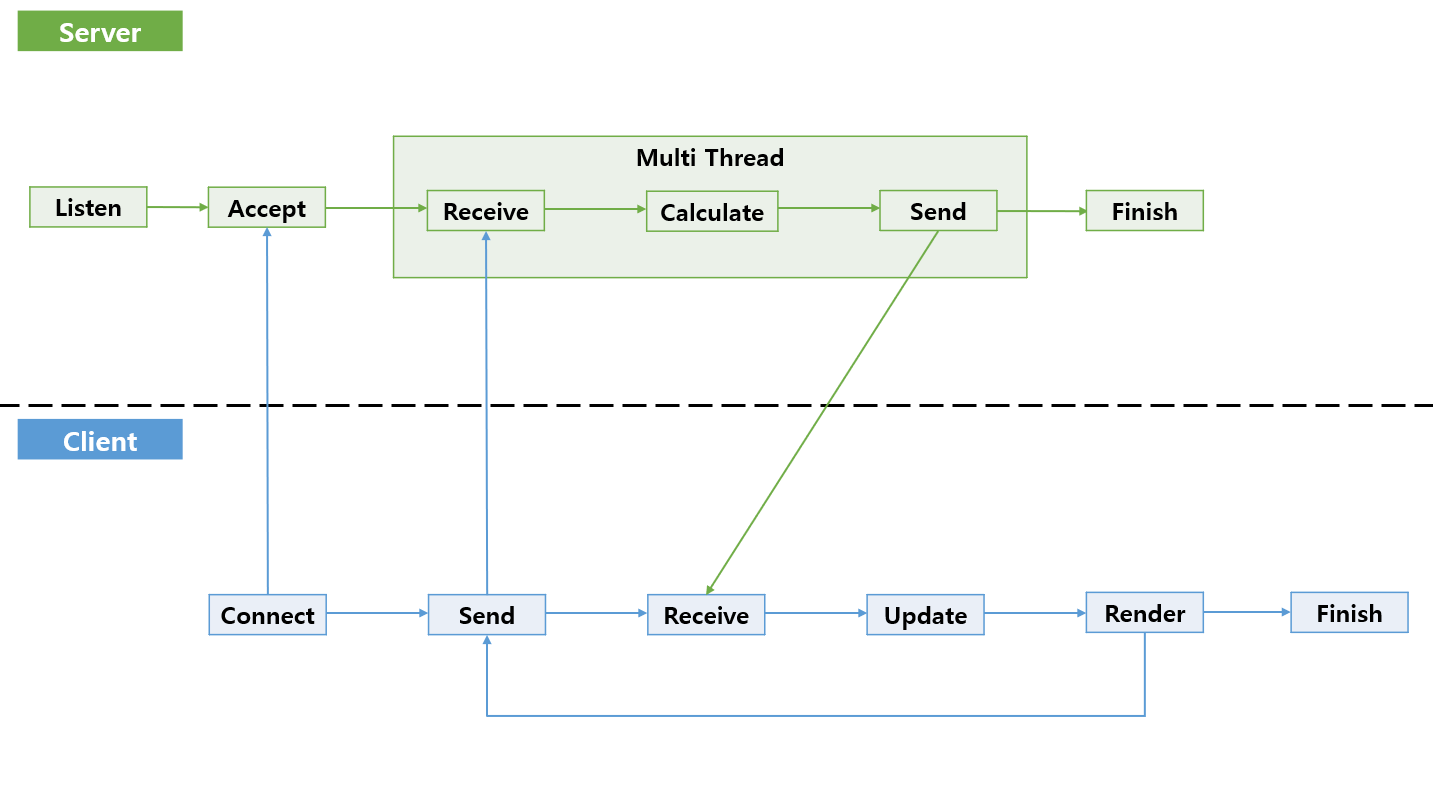 Server
Multi Thread
Listen
Accept
Receive
Calculate
Send
Finish
Client
Connect
Send
Receive
Update
Render
Finish